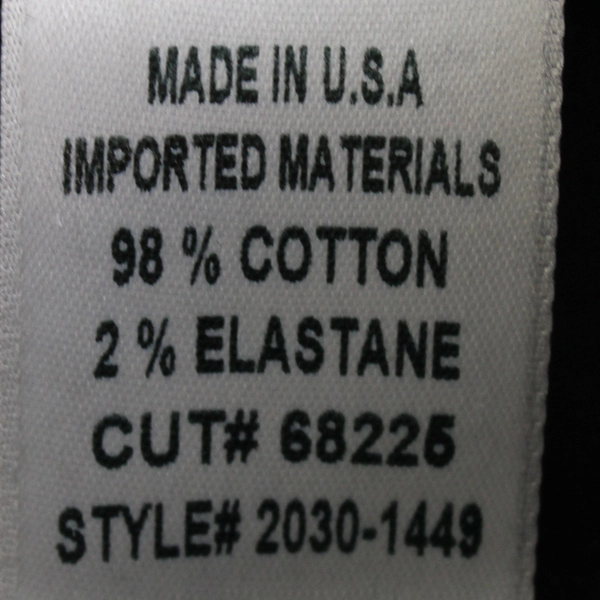 MADE IN U.S.A
IMPORTED MATERIALS
98 % COTTON
2 % ELASTANE
CUT# 68225
STYLE# 2030-1449